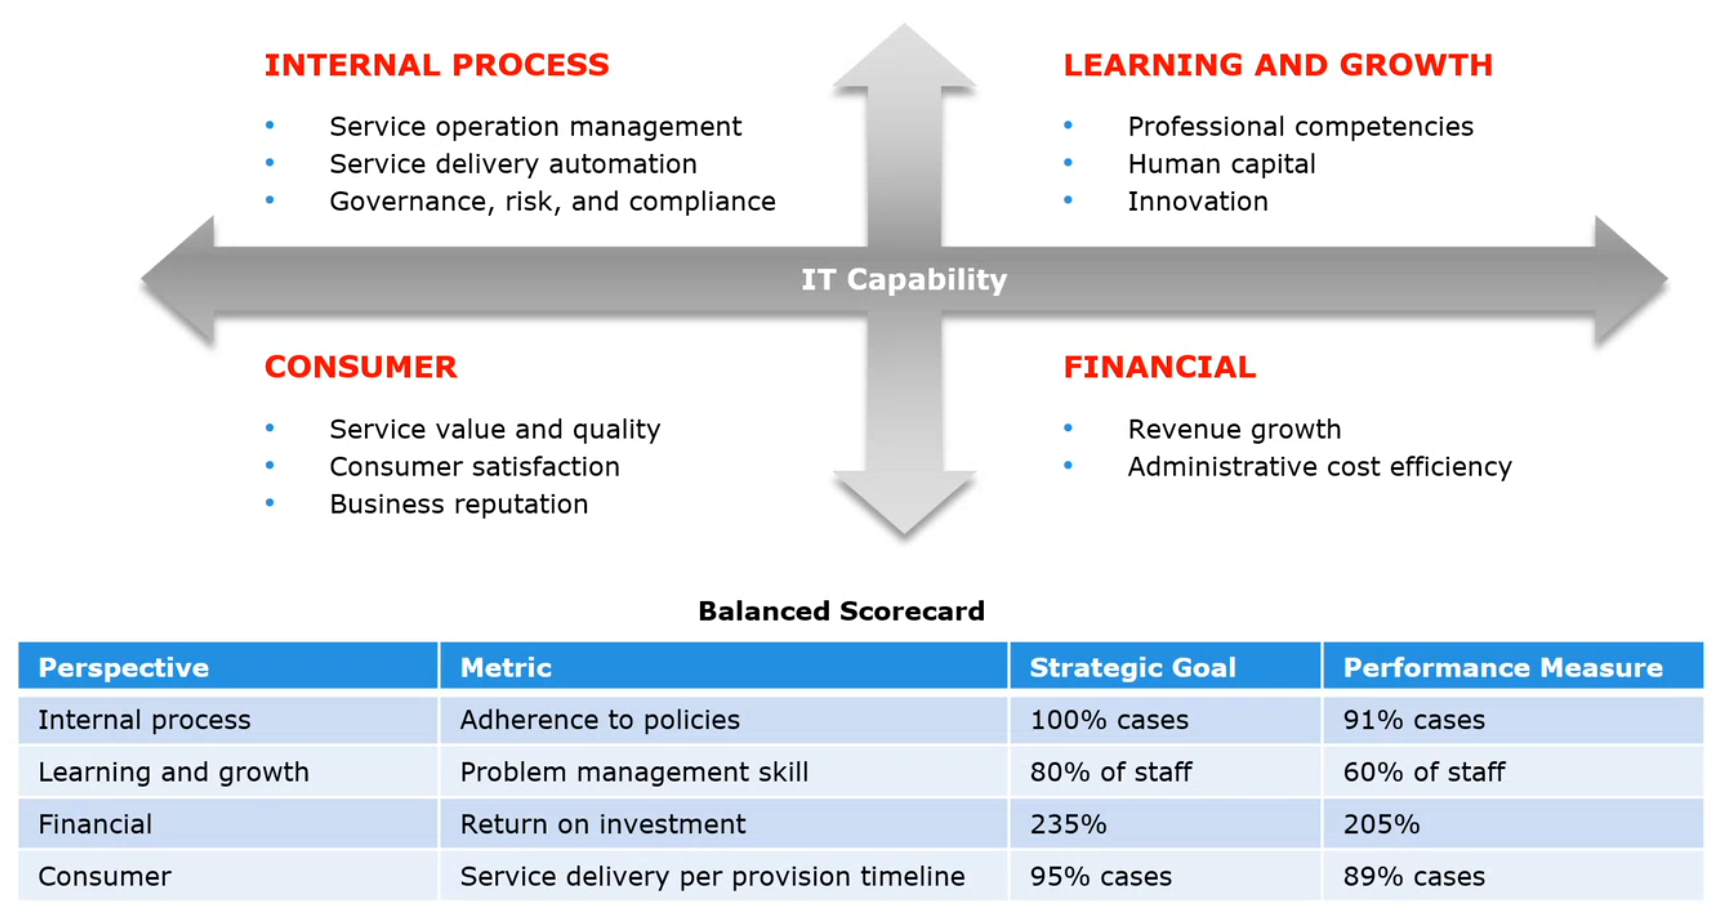 INTERNAL PROCESS
• Service operation management
• Service delivery automation
• Governance, risk, and compliance
LEARNING AND GROWTH
• Professional competencies
• Human capital
• Innovation
IT Capability
CONSUMER
• Service value and quality
• Consumer satisfaction
• Business reputation
FINANCIAL
• Revenue growth
• Administrative cost efficiency
Balanced Scorecard
Perspective Metric Strategic Goal Performance Measure
Internal process Adherence to policies 100% cases 91% cases
Learning and growth Problem management skill 80% of staff 60% of staff
Financial Return on investment 235% 205%
Consumer Service delivery per provision timeline 95% cases 89% cases